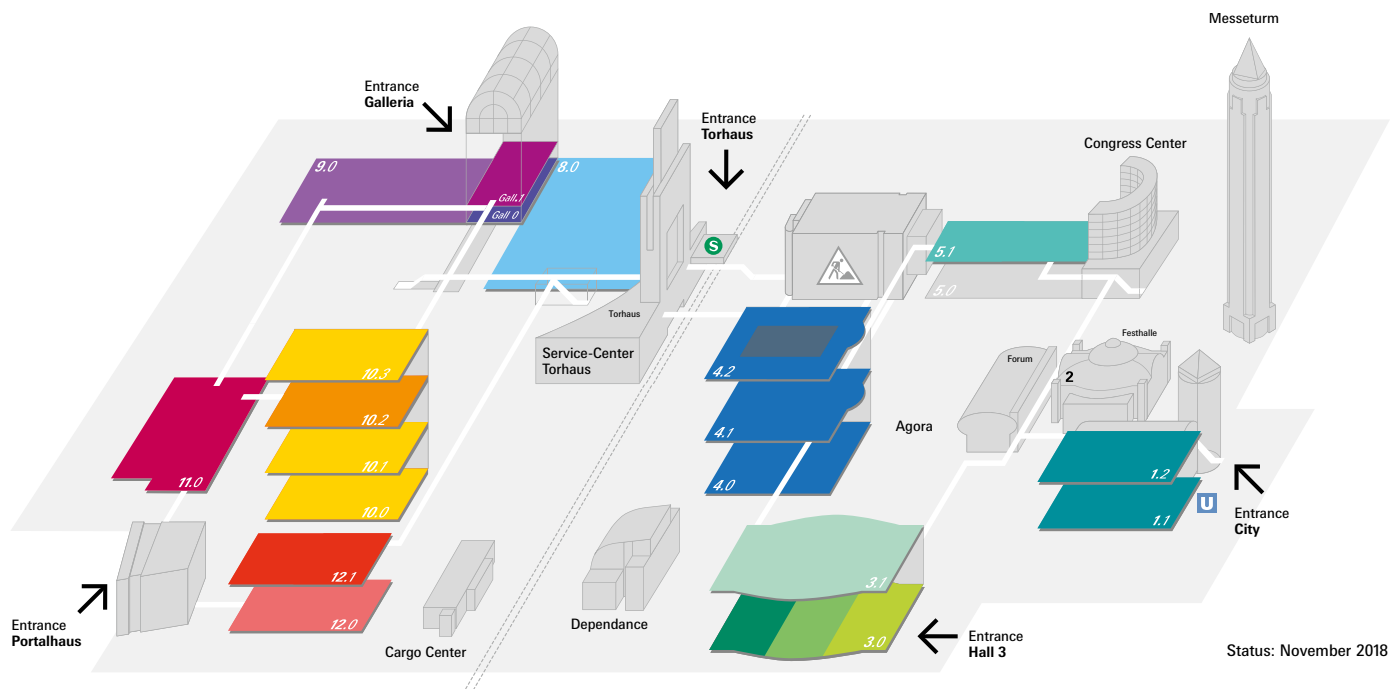 Messeturm
Entrance
Galleria
Entrance
Torhaus
Congress Center
9.0
8.0
Gall.1
Gall 0
S
5.1
5.0
Torhaus
Service-Center
Torhaus
Festhalle
Forum
2
10.3
4.2
10.2
4.1
Agora
10.1
11.0
10.0
4.0
1.2
1.1
U
Entrance
City
12.1
3.1
12.0
Entrance
Portalhaus
Dependance
3.0
Entrance
Hall 3
Cargo Center
Status: November 2018